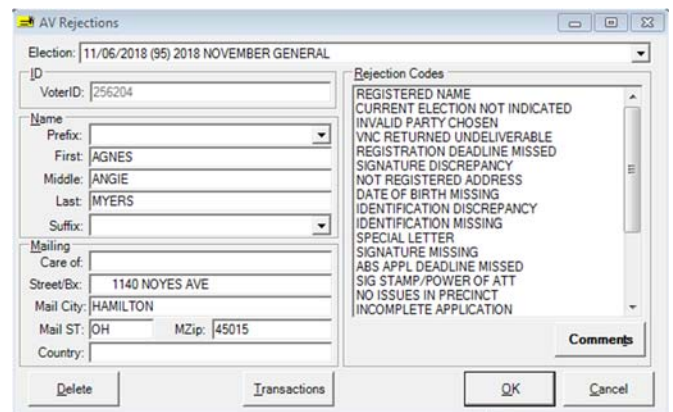 AV Rejections
Election: 11/06/2018 (95) 2018 NOVEMBER GENERAL
ID
VoterID: 256204
Name
Prefix:
First: AGNES
Middle: ANGIE
Last: MYERS
Suffix:
Mailing
Care of:
Street/Bx: 1140 NOYES AVE
Mail City: HAMILTON
Mail ST: OH MZip: 45015
Country:
Rejection Codes
REGISTERED NAME
CURRENT ELECTION NOT INDICATED
INVALID PARTY CHOSEN
VNC RETURNED UNDELIVERABLE
REGISTRATION DEADLINE MISSED
SIGNATURE DISCREPANCY
NOT REGISTERED ADDRESS
DATE OF BIRTH MISSING
IDENTIFICATION DISCREPANCY
IDENTIFICATION MISSING
SPECIAL LETTER
SIGNATURE MISSING
ABS APPL DEADLINE MISSED
SIG STAMP/POWER OF ATT
NO ISSUES IN PRECINCT
INCOMPLETE APPLICATION
Comments
Delete Transactions OK Cancel